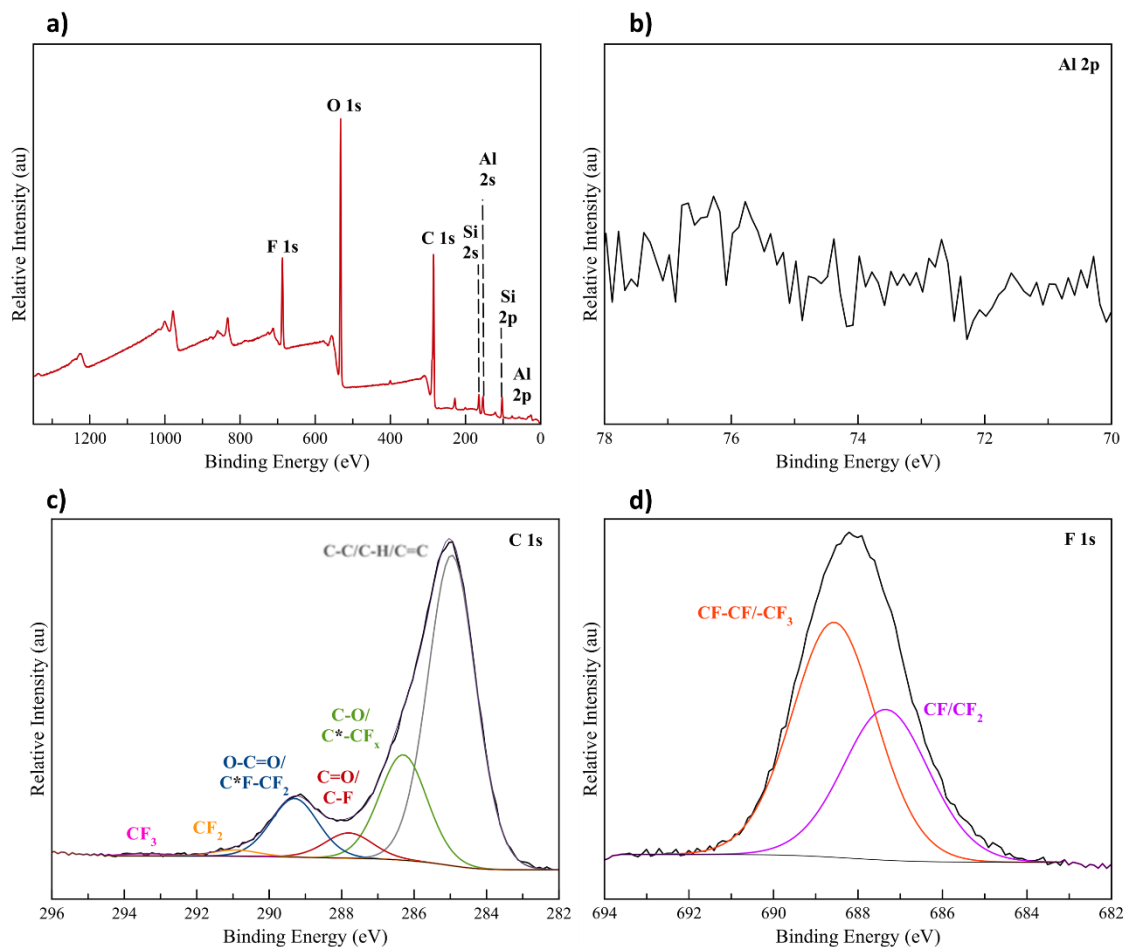 a)
O 1s
Al
2s
F 1s
C 1s
Si
2s
Si
2p
Al
2p
Relative Intensity (au)
1200
1000
800
600
400
200
0
Binding Energy (eV)
b)
Al 2p
Relative Intensity (au)
78
76
74
72
70
Binding Energy (eV)
c)
C 1s
C-C/C-H/C=C
C-O/
C*-CFₓ
O-C=O/
C*F-CF₂
C=O/
C-F
CF₃
CF₂
Relative Intensity (au)
296
294
292
290
288
286
284
282
Binding Energy (eV)
d)
F 1s
CF-CF/-CF₃
CF/CF₂
Relative Intensity (au)
694
692
690
688
686
684
682
Binding Energy (eV)